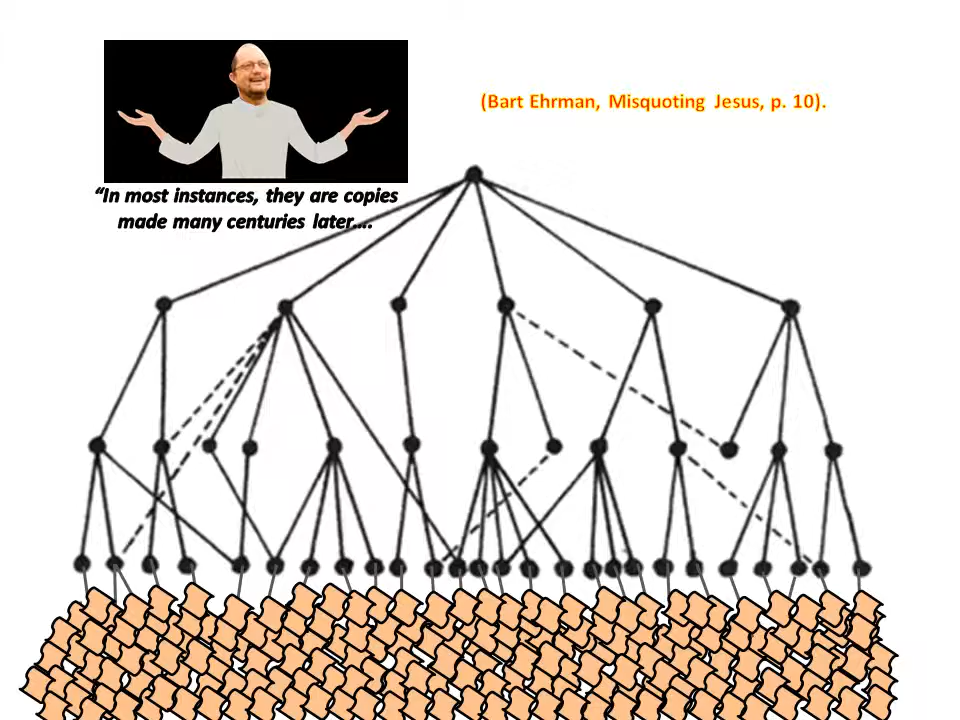 (Bart Ehrman, Misquoting Jesus, p. 10).
“In most instances, they are copies
made many centuries later….